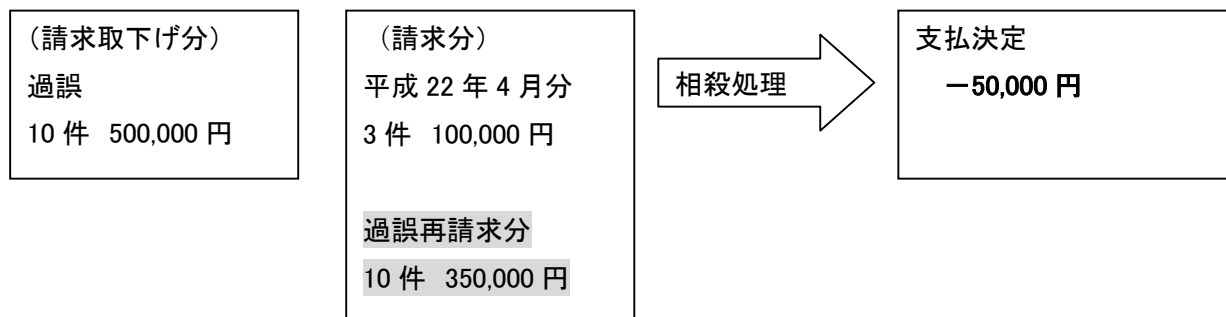 （請求取下げ分）
過誤
10 件 500,000 円
（請求分）
平成 22 年 4 月分
3 件 100,000 円
過誤再請求分
10 件 350,000 円
相殺処理
支払決定
－50,000 円